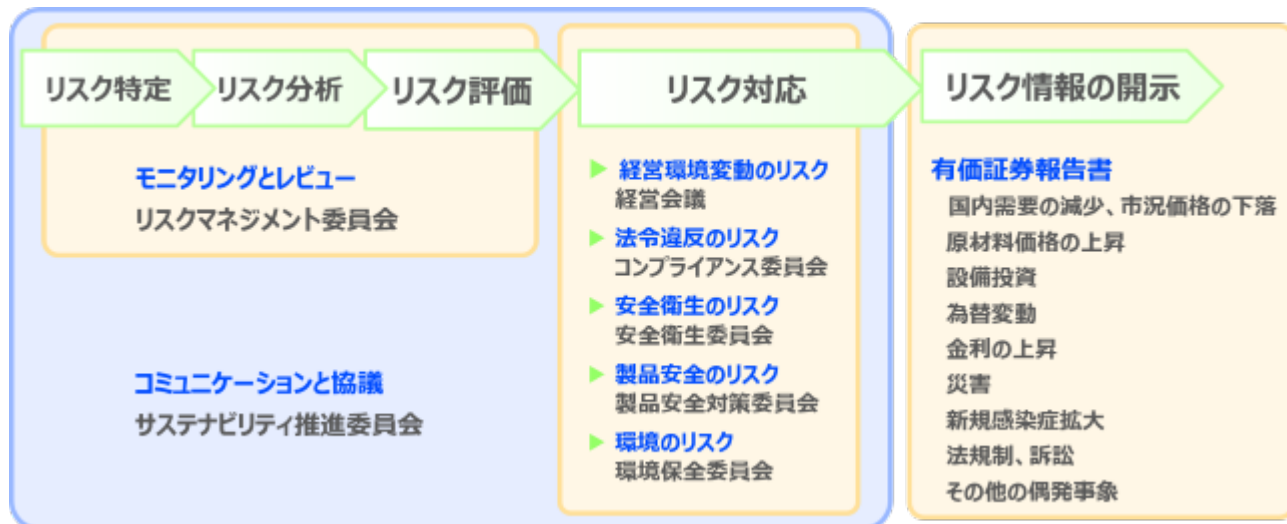 リスク特定
リスク分析
リスク評価
リスク対応
リスク情報の開示
モニタリングとレビュー
リスクマネジメント委員会
コミュニケーションと協議
サステナビリティ推進委員会
経営環境変動のリスク
経営会議
法令違反のリスク
コンプライアンス委員会
安全衛生のリスク
安全衛生委員会
製品安全のリスク
製品安全対策委員会
環境のリスク
環境保全委員会
有価証券報告書
国内需要の減少、市況価格の下落
原材料価格の上昇
設備投資
為替変動
金利の上昇
災害
新規感染症拡大
法規制、訴訟
その他の偶発事象